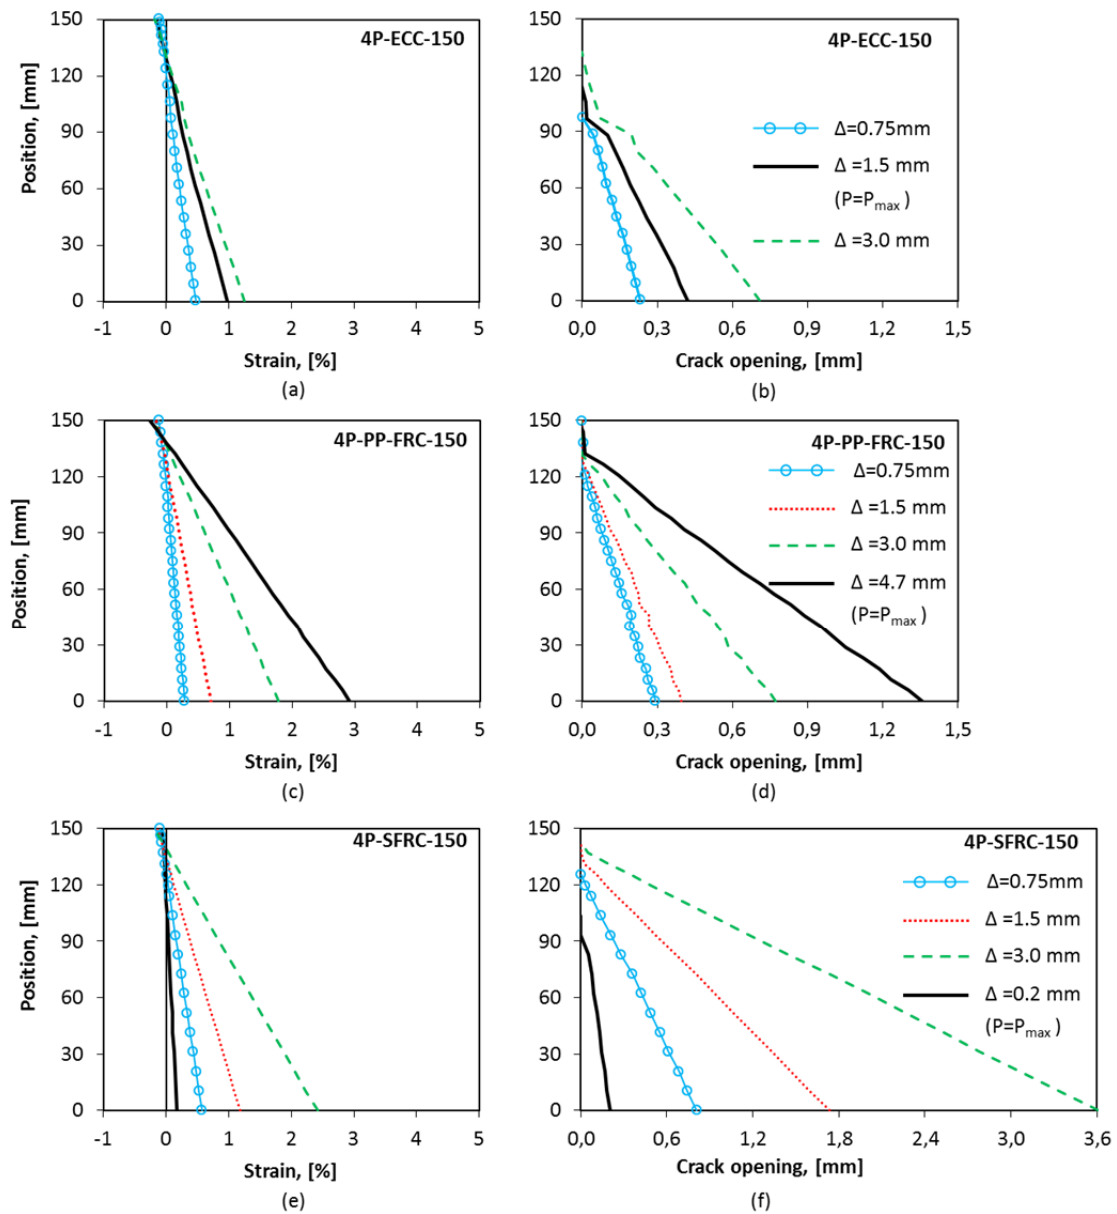 4P-ECC-150
Position, [mm]
150
120
90
60
30
0
-1 0 1 2 3 4 5
Strain, [%]
(a)
4P-ECC-150
150
120
90
60
30
0
Δ=0.75mm
Δ =1.5 mm
(P=Pmax )
Δ =3.0 mm
0,0 0,3 0,6 0,9 1,2 1,5
Crack opening, [mm]
(b)
4P-PP-FRC-150
Position, [mm]
150
120
90
60
30
0
-1 0 1 2 3 4 5
Strain, [%]
(c)
4P-PP-FRC-150
150
120
90
60
30
0
Δ=0.75mm
Δ =1.5 mm
Δ =3.0 mm
Δ =4.7 mm
(P=Pmax )
0,0 0,3 0,6 0,9 1,2 1,5
Crack opening, [mm]
(d)
4P-SFRC-150
Position, [mm]
150
120
90
60
30
0
-1 0 1 2 3 4 5
Strain, [%]
(e)
4P-SFRC-150
150
120
90
60
30
0
Δ=0.75mm
Δ =1.5 mm
Δ =3.0 mm
Δ =0.2 mm
(P=Pmax )
0,0 0,6 1,2 1,8 2,4 3,0 3,6
Crack opening, [mm]
(f)